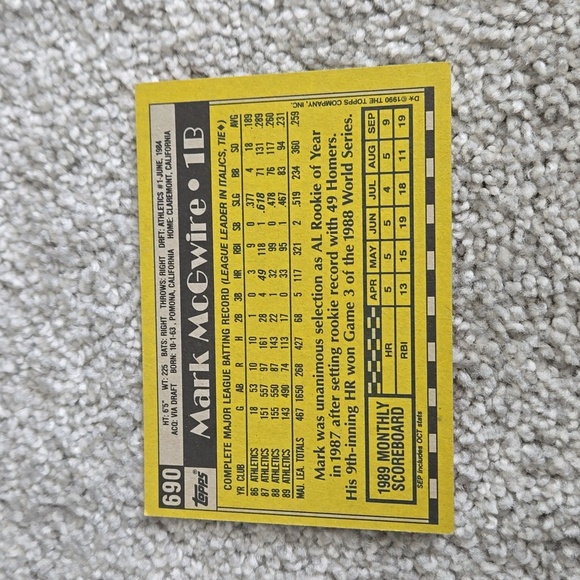 690
HT: 6'5" WT: 225 BATS: RIGHT THROWS: RIGHT DRFT: ATHLETICS #1-JUNE, 1984
ACQ: VIA DRAFT BORN: 10-1-63, POMONA, CALIFORNIA HOME: CLAREMONT, CALIFORNIA
Topps®
Mark McGwire • 1B
COMPLETE MAJOR LEAGUE BATTING RECORD (LEAGUE LEADER IN ITALICS, TIE♦)
YR CLUB G AB R H 2B 3B HR RBI SB SLG BB SO AVG
86 ATHLETICS 18 53 10 10 1 0 3 9 0 .377 4 18 .189
87 ATHLETICS 151 557 97 161 28 4 49 118 1 .618 71 131 .289
88 ATHLETICS 155 550 87 143 22 1 32 99 0 .478 76 117 .260
89 ATHLETICS 143 490 74 113 17 0 33 95 1 .467 83 94 .231
MAJ. LEA. TOTALS 467 1650 268 427 68 5 117 321 2 .519 234 360 .259
Mark was unanimous selection as AL Rookie of Year
in 1987 after setting rookie record with 49 Homers.
His 9th-inning HR won Game 3 of the 1988 World Series.
1989 MONTHLY
SCOREBOARD
APR MAY JUN JUL AUG SEP
HR 5 5 5 4 5 9
RBI 13 15 19 18 11 19
SEP includes OCT stats
D★©1990 THE TOPPS COMPANY, INC.